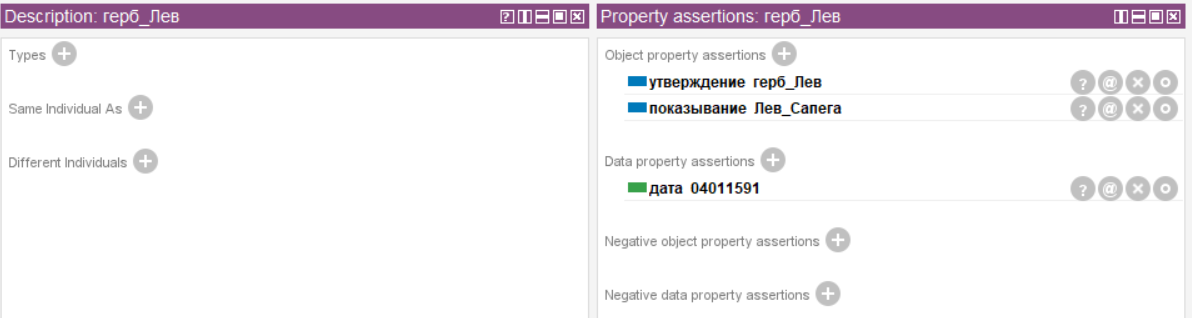 Description: герб_Лев
Types
Same Individual As
Different Individuals
Property assertions: герб_Лев
Object property assertions
утверждение герб_Лев
показывание Лев_Сапега
Data property assertions
дата 04011591
Negative object property assertions
Negative data property assertions